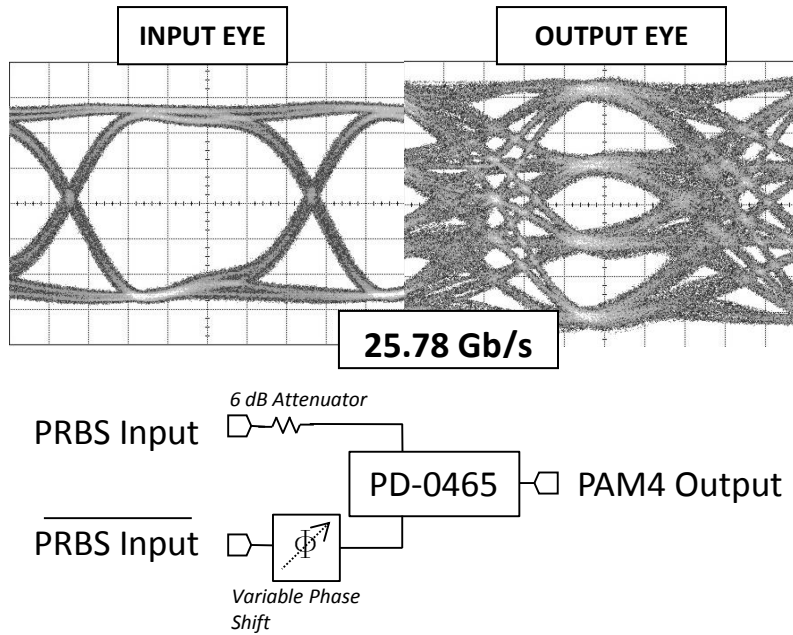 INPUT EYE
OUTPUT EYE
25.78 Gb/s
6 dB Attenuator
PRBS Input
PD-0465
PAM4 Output
PRBS Input
Φ
Variable Phase
Shift